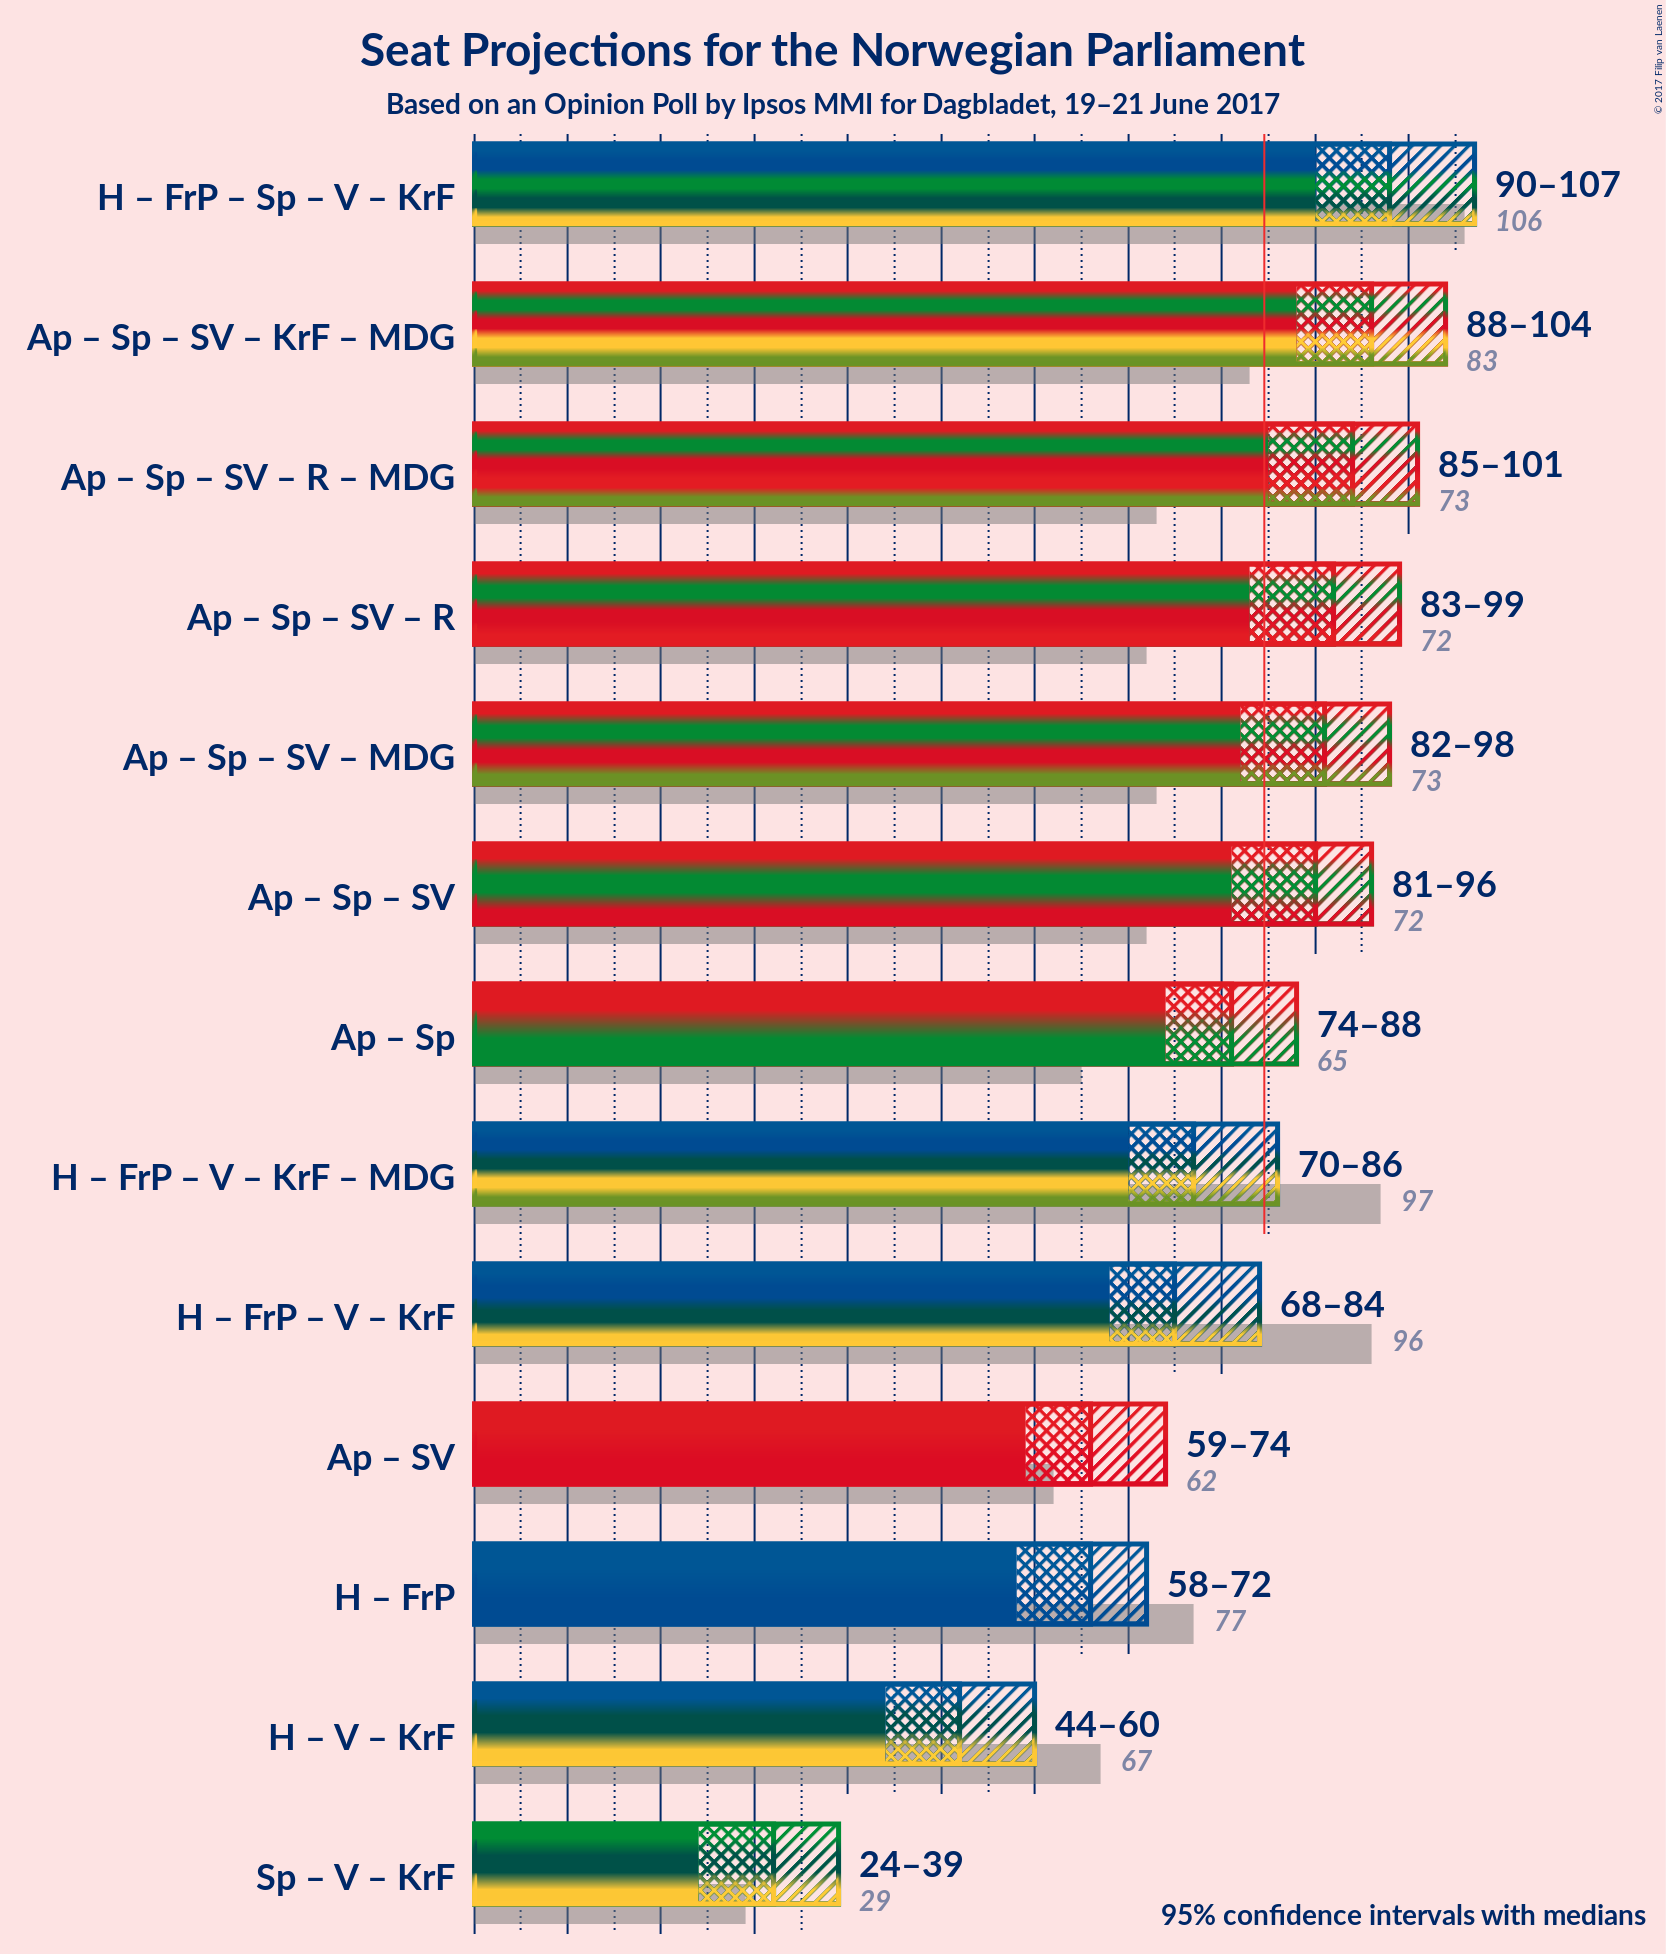 Seat Projections for the Norwegian Parliament
Based on an Opinion Poll by Ipsos MMI for Dagbladet, 19–21 June 2017
© 2017 Filip van Laenen
H – FrP – Sp – V – KrF
90–107
106
Ap – Sp – SV – KrF – MDG
88–104
83
Ap – Sp – SV – R – MDG
85–101
73
Ap – Sp – SV – R
83–99
72
Ap – Sp – SV – MDG
82–98
73
Ap – Sp – SV
81–96
72
Ap – Sp
74–88
65
H – FrP – V – KrF – MDG
70–86
97
H – FrP – V – KrF
68–84
96
Ap – SV
59–74
62
H – FrP
58–72
77
H – V – KrF
44–60
67
Sp – V – KrF
24–39
29
95% confidence intervals with medians